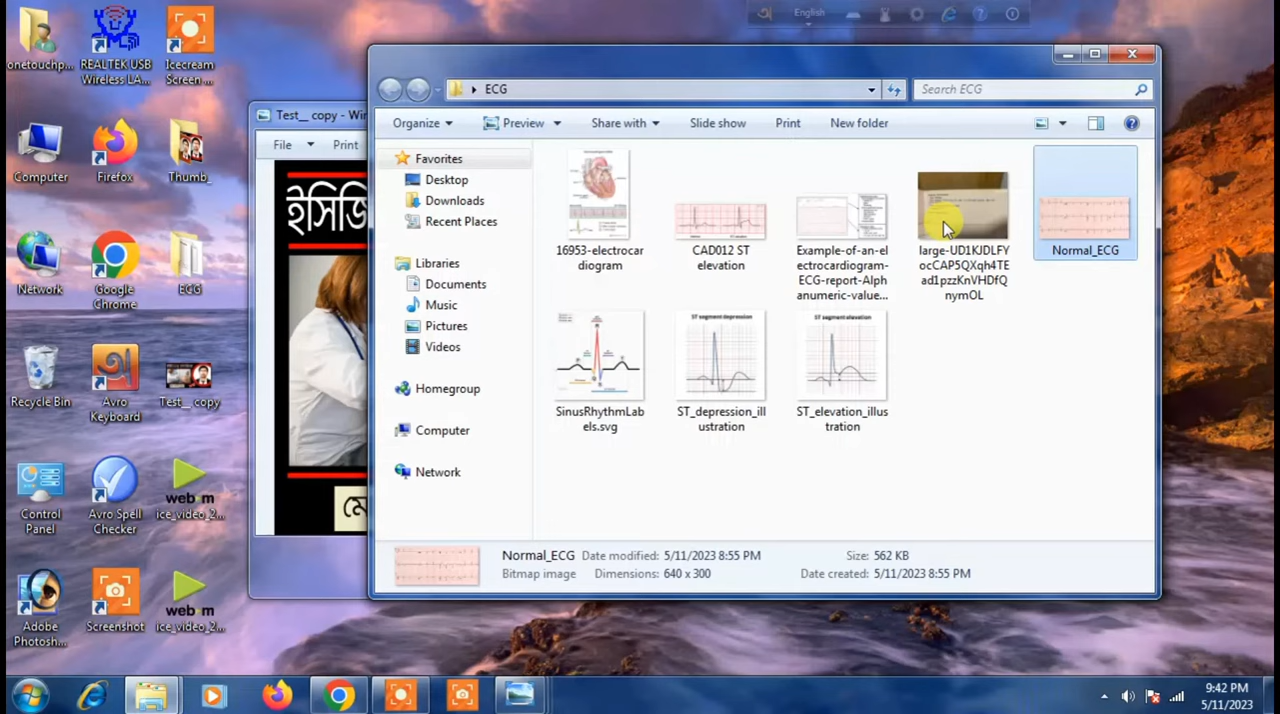 English
onetouchp...
REALTEK USB
Wireless LA...
Icecream
Screen ...
Computer
Firefox
Thumb_
Network
Google
Chrome
ECG
Recycle Bin
Avro
Keyboard
Test__ copy
Control
Panel
Avro Spell
Checker
web-m
ice_video_2...
Adobe
Photosh...
Screenshot
web-m
ice_video_2...
Test__ copy - Wi
File
Print
ইসিজি
ECG
Search ECG
Organize
Preview
Share with
Slide show
Print
New folder
Favorites
Desktop
Downloads
Recent Places
Libraries
Documents
Music
Pictures
Videos
Homegroup
Computer
Network
16953-electrocar
diogram
CAD012 ST
elevation
Example-of-an-el
ectrocardiogram-
ECG-report-Alph
anumeric-value...
large-UD1KJDLFY
ocCAP5QXqh4TE
ad1pzzKnVHDfQ
nymOL
Normal_ECG
SinusRhythmLab
els.svg
ST segment depression
ST_depression_ill
ustration
ST segment elevation
ST_elevation_illus
tration
Normal_ECG Date modified: 5/11/2023 8:55 PM Size: 562 KB
Bitmap image Dimensions: 640 x 300 Date created: 5/11/2023 8:55 PM
9:42 PM
5/11/2023